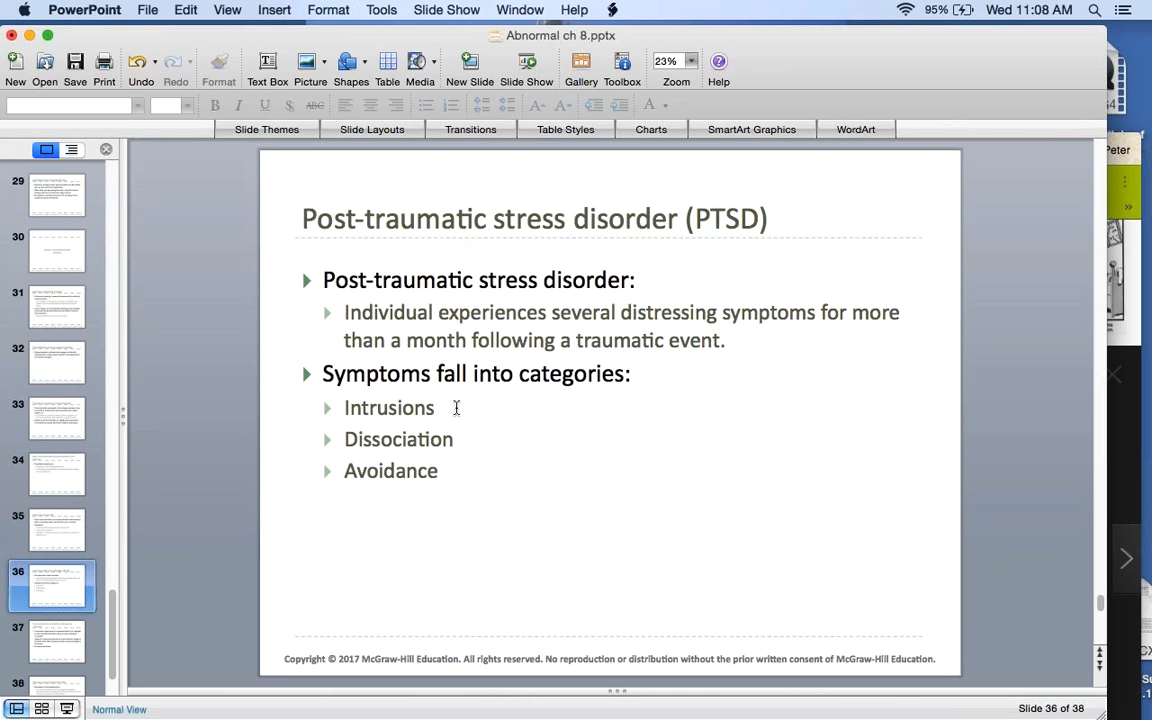 PowerPoint File Edit View Insert Format Tools Slide Show Window Help 95% Wed 11:08 AM
Abnormal ch 8.pptx
New Open Save Print Undo Redo Format Text Box Picture Shapes Table Media New Slide Slide Show Gallery Toolbox 23% Zoom Help
B I U S ABC A A A
Slide Themes Slide Layouts Transitions Table Styles Charts SmartArt Graphics WordArt
Peter
29
30
31
32
33
34
35
36
37
38
Post-traumatic stress disorder (PTSD)
Post-traumatic stress disorder:
Individual experiences several distressing symptoms for more
than a month following a traumatic event.
Symptoms fall into categories:
Intrusions
Dissociation
Avoidance
Copyright © 2017 McGraw-Hill Education. All rights reserved. No reproduction or distribution without the prior written consent of McGraw-Hill Education.
Normal View
Slide 36 of 38